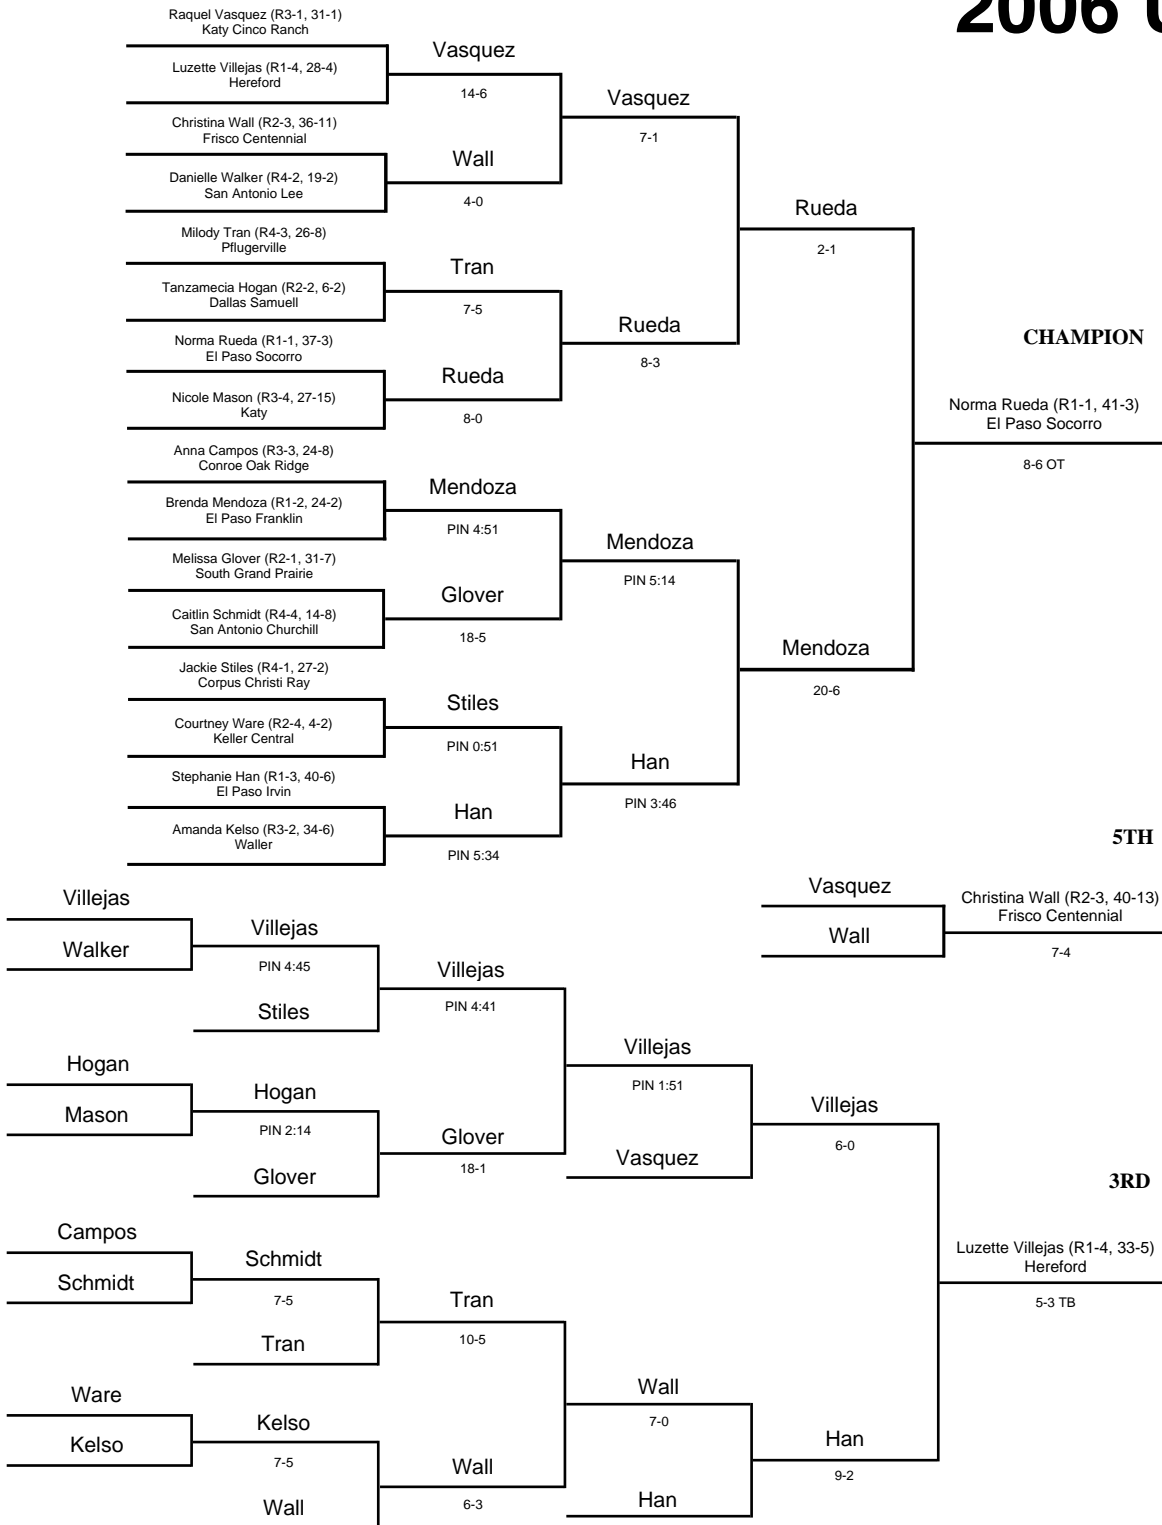 2006 U
Raquel Vasquez (R3-1, 31-1)
Katy Cinco Ranch
Vasquez
Luzette Villejas (R1-4, 28-4)
Hereford
14-6
Vasquez
Christina Wall (R2-3, 36-11)
Frisco Centennial
7-1
Wall
Danielle Walker (R4-2, 19-2)
San Antonio Lee
4-0
Rueda
Milody Tran (R4-3, 26-8)
Pflugerville
2-1
Tran
Tanzamecia Hogan (R2-2, 6-2)
Dallas Samuell
7-5
Rueda
Norma Rueda (R1-1, 37-3)
El Paso Socorro
8-3
CHAMPION
Rueda
Nicole Mason (R3-4, 27-15)
Katy
8-0
Norma Rueda (R1-1, 41-3)
El Paso Socorro
8-6 OT
Anna Campos (R3-3, 24-8)
Conroe Oak Ridge
Mendoza
Brenda Mendoza (R1-2, 24-2)
El Paso Franklin
PIN 4:51
Mendoza
Melissa Glover (R2-1, 31-7)
South Grand Prairie
PIN 5:14
Glover
Caitlin Schmidt (R4-4, 14-8)
San Antonio Churchill
18-5
Mendoza
Jackie Stiles (R4-1, 27-2)
Corpus Christi Ray
20-6
Stiles
Courtney Ware (R2-4, 4-2)
Keller Central
PIN 0:51
Han
Stephanie Han (R1-3, 40-6)
El Paso Irvin
PIN 3:46
Han
Amanda Kelso (R3-2, 34-6)
Waller
PIN 5:34
5TH
Vasquez
Wall
Christina Wall (R2-3, 40-13)
Frisco Centennial
7-4
Villejas
Walker
Villejas
PIN 4:45
Stiles
Villejas
PIN 4:41
Hogan
Mason
Hogan
PIN 2:14
Glover
Glover
18-1
Villejas
PIN 1:51
Vasquez
Villejas
6-0
3RD
Campos
Schmidt
Schmidt
7-5
Tran
Tran
10-5
Luzette Villejas (R1-4, 33-5)
Hereford
5-3 TB
Ware
Kelso
Kelso
7-5
Wall
Wall
6-3
Wall
7-0
Han
Han
9-2